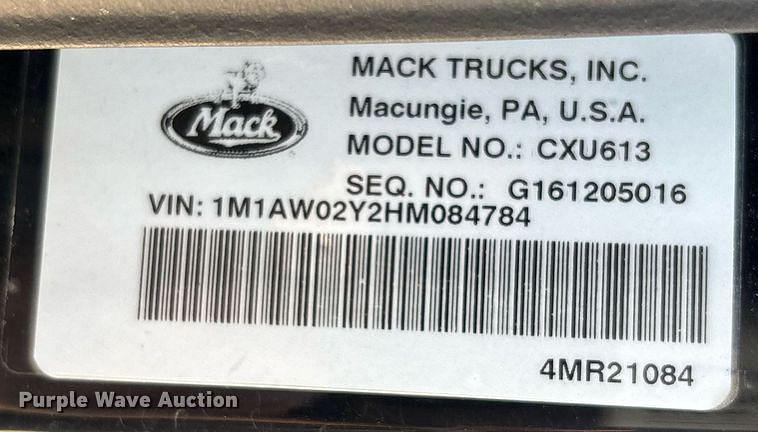 Mack
MACK TRUCKS, INC.
Macungie, PA, U.S.A.
MODEL NO.: CXU613
SEQ. NO.: G161205016
VIN: 1M1AW02Y2HM084784
4MR21084
Purple Wave Auction